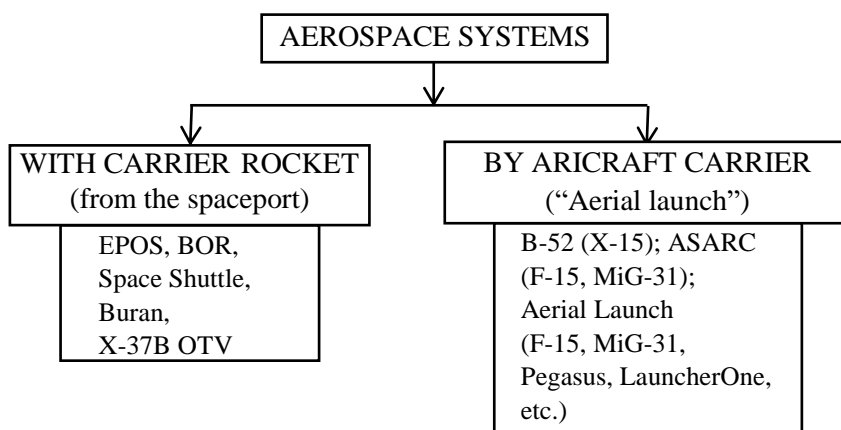 AEROSPACE SYSTEMS
WITH CARRIER ROCKET
(from the spaceport)
EPOS, BOR,
Space Shuttle,
Buran,
X-37B OTV
BY ARICRAFT CARRIER
(“Aerial launch”)
B-52 (X-15); ASARC
(F-15, MiG-31);
Aerial Launch
(F-15, MiG-31,
Pegasus, LauncherOne,
etc.)